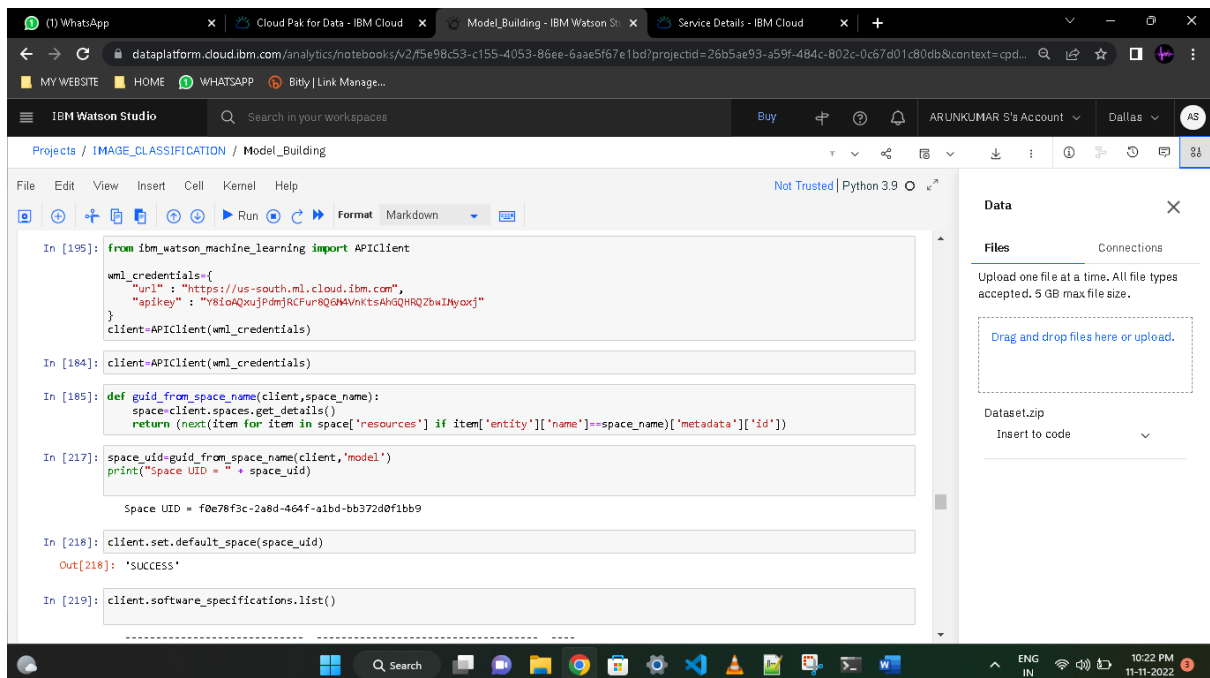 (1) WhatsApp
Cloud Pak for Data - IBM Cloud
Model_Building - IBM Watson Stu
Service Details - IBM Cloud
dataplatform.cloud.ibm.com/analytics/notebooks/v2/f5e98c53-c155-4053-86ee-6aae5f67e1bd?projectid=26b5ae93-a59f-484c-802c-0c67d01c80db&context=cpd...
MY WEBSITE HOME WHATSAPP Bitly | Link Manage...
IBM Watson Studio
Search in your workspaces
Buy
ARUNKUMAR S's Account
Dallas
AS
Projects / IMAGE_CLASSIFICATION / Model_Building
File Edit View Insert Cell Kernel Help
Not Trusted Python 3.9
Run Format Markdown
In [195]: from ibm_watson_machine_learning import APIClient
wml_credentials={
"url" : "https://us-south.ml.cloud.ibm.com",
"apikey" :
}
client=APIClient(wml_credentials)
In [184]: client=APIClient(wml_credentials)
In [185]: def guid_from_space_name(client,space_name):
space=client.spaces.get_details()
return (next(item for item in space['resources'] if item['entity']['name']==space_name)['metadata']['id'])
In [217]: space_uid=guid_from_space_name(client,'model')
print("Space UID = " + space_uid)
Space UID = f0e78f3c-2a8d-464f-a1bd-bb372d0f1bb9
In [218]: client.set.default_space(space_uid)
Out[218]: 'SUCCESS'
In [219]: client.software_specifications.list()
----------------------------- ------------------------------------ ----
Data
Files
Connections
Upload one file at a time. All file types
accepted. 5 GB max file size.
Drag and drop files here or upload.
Dataset.zip
Insert to code
Search
ENG
IN
10:22 PM
11-11-2022
3